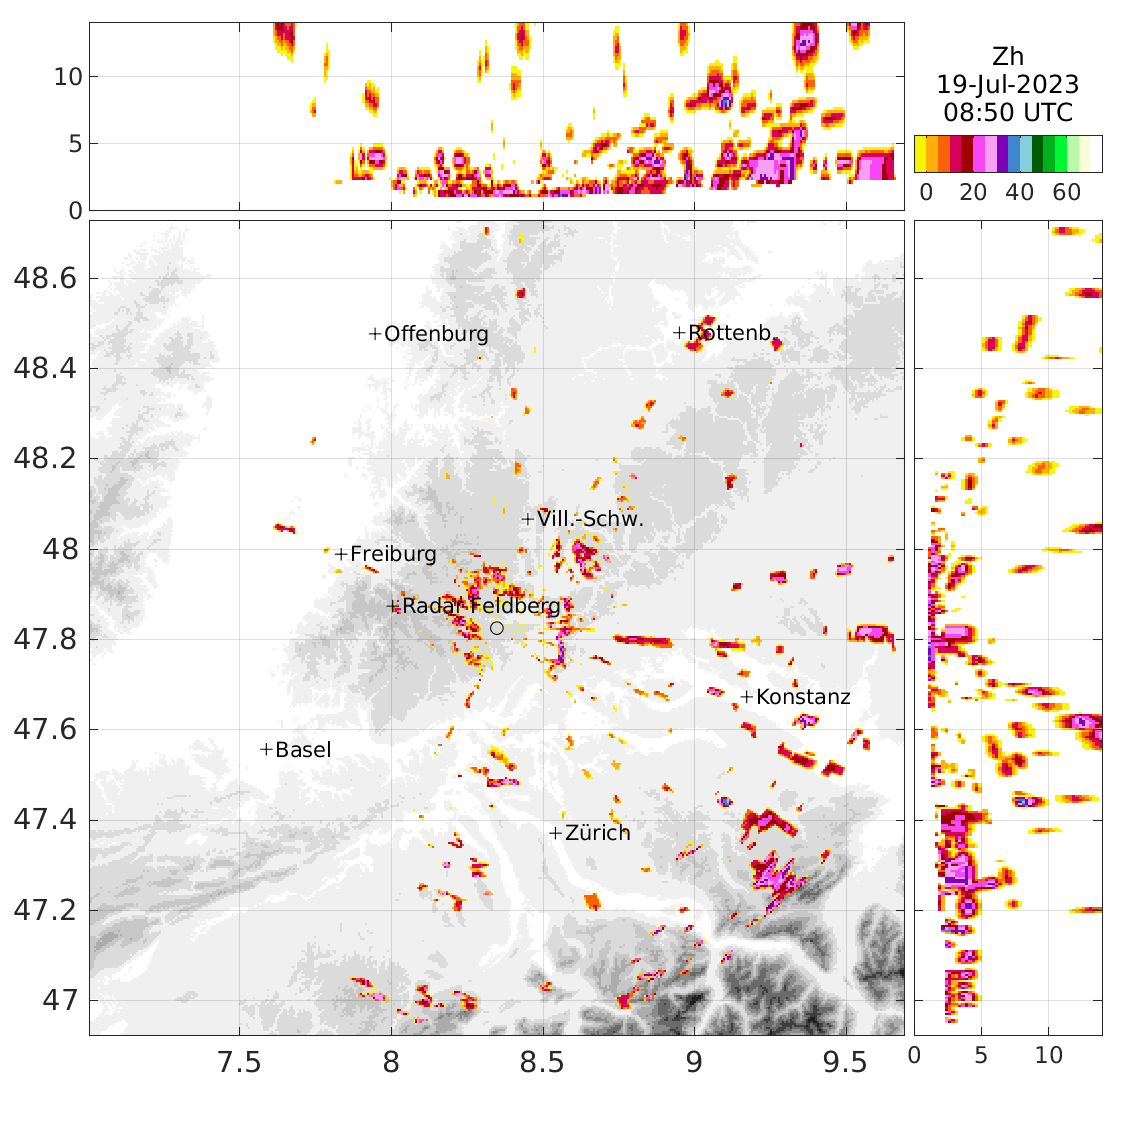 10
5
0
Zh
19-Jul-2023
08:50 UTC
0 20 40 60
48.6
48.4
48.2
48
47.8
47.6
47.4
47.2
47
+Offenburg
+Rottenb.
+Vill.-Schw.
+Freiburg
+Radar Feldberg
+Konstanz
+Basel
+Zürich
7.5 8 8.5 9 9.5
0 5 10